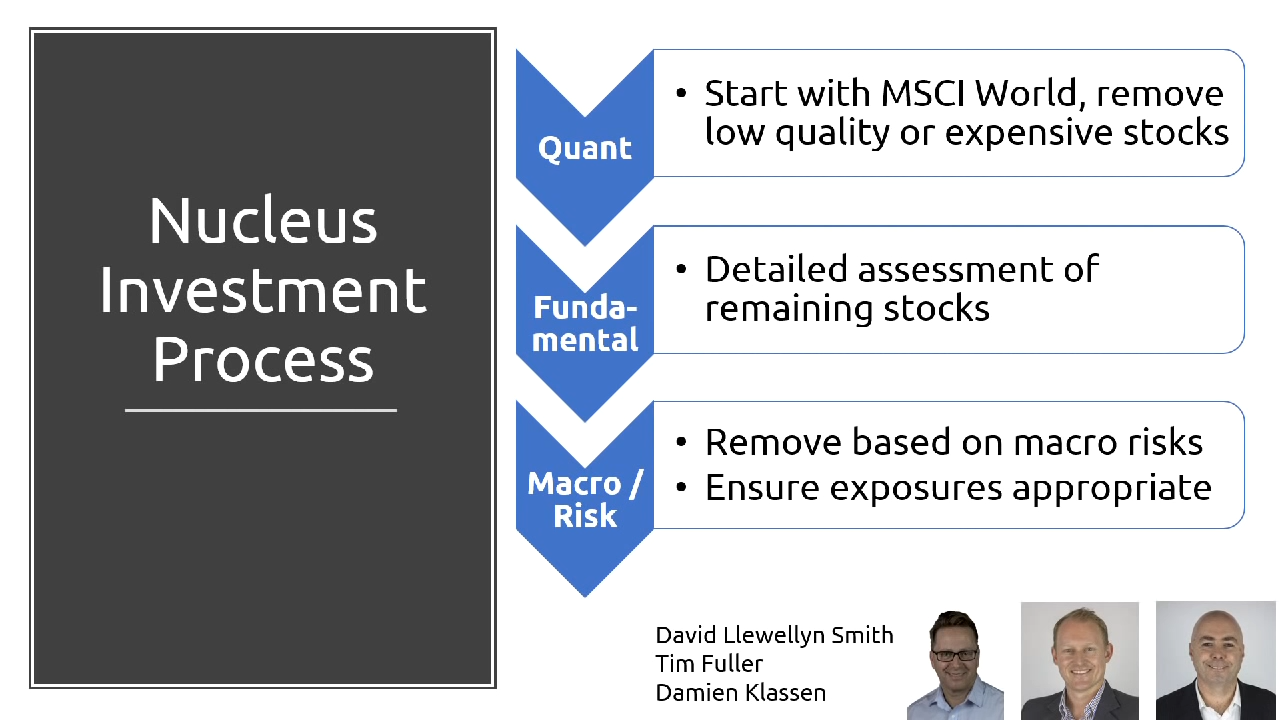 Nucleus
Investment
Process
Quant
• Start with MSCI World, remove
low quality or expensive stocks
Funda-
mental
• Detailed assessment of
remaining stocks
Macro /
Risk
• Remove based on macro risks
• Ensure exposures appropriate
David Llewellyn Smith
Tim Fuller
Damien Klassen